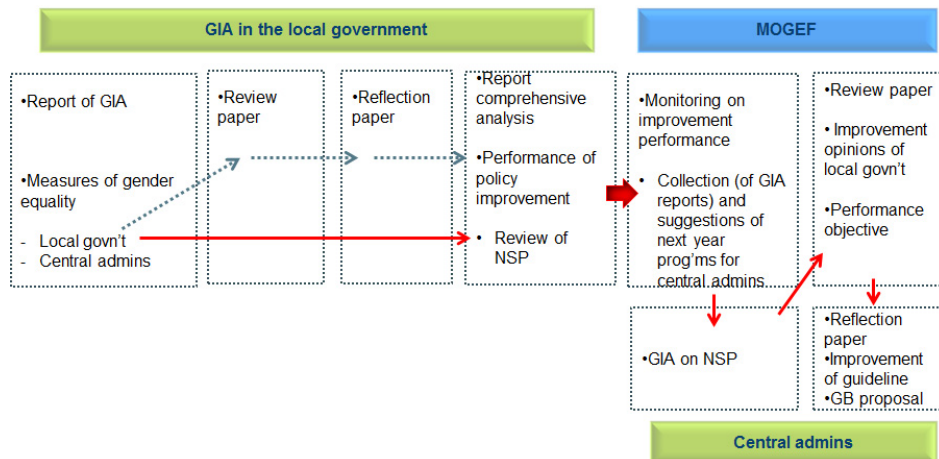 GIA in the local government
MOGEF
•Report of GIA
•Measures of gender
equality
- Local govn't
- Central admins
•Review
paper
•Reflection
paper
•Report
comprehensive
analysis
•Performance of
policy
improvement
• Review of
NSP
•Monitoring on
improvement
performance
• Collection (of GIA
reports) and
suggestions of
next year
prog'ms for
central admins
•Review paper
• Improvement
opinions of
local govn't
•Performance
objective
•GIA on NSP
•Reflection
paper
•Improvement
of guideline
•GB proposal
Central admins